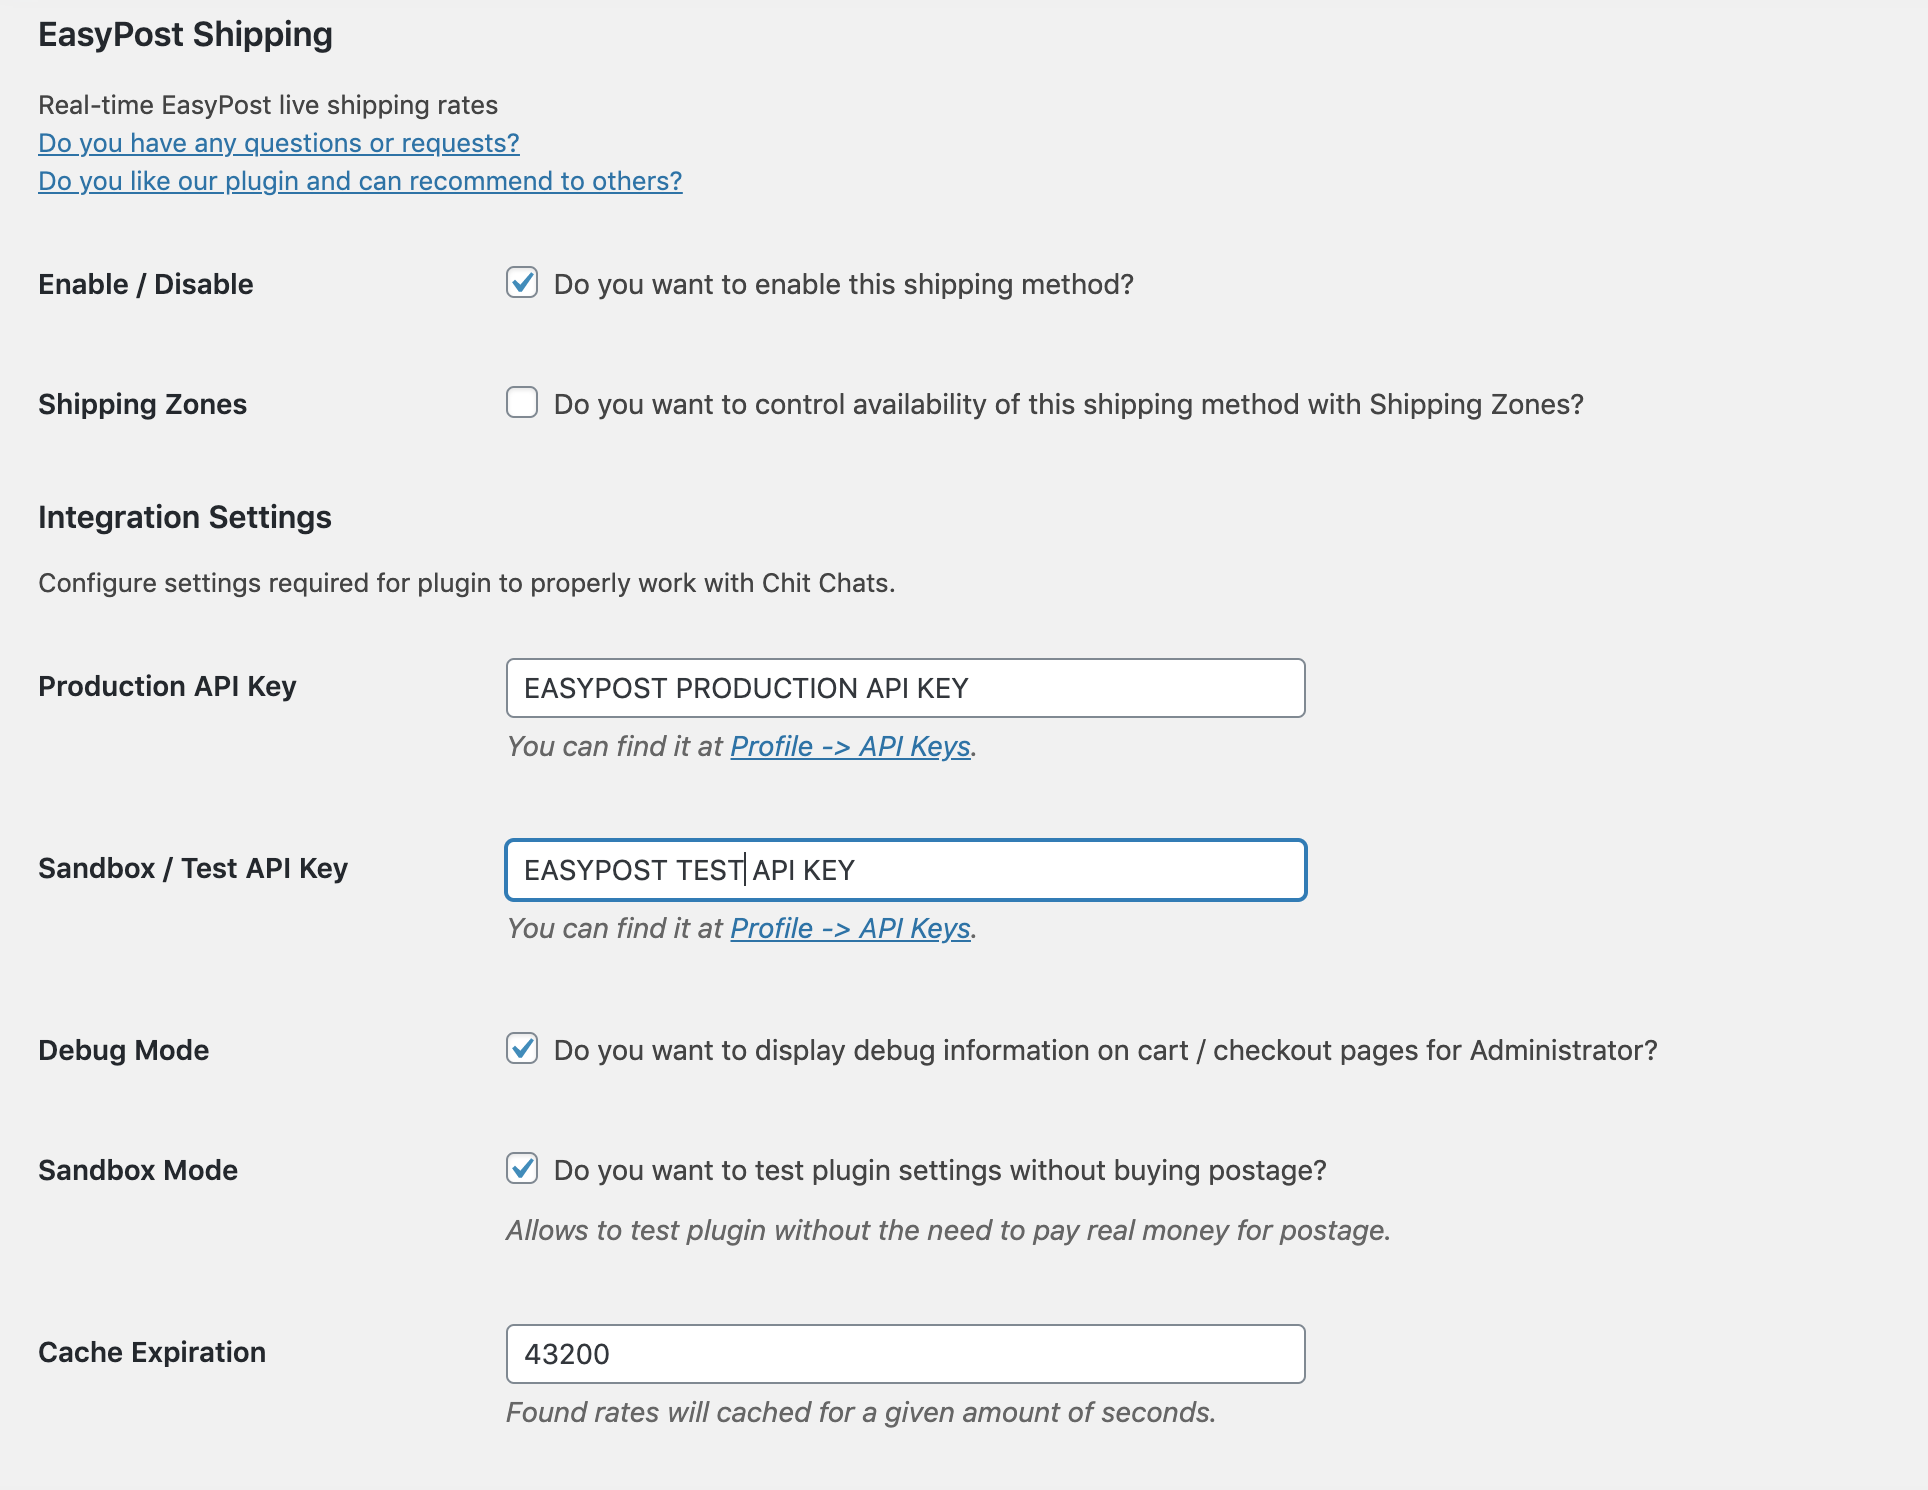 EasyPost Shipping
Real-time EasyPost live shipping rates
Do you have any questions or requests?
Do you like our plugin and can recommend to others?
Enable / Disable
Do you want to enable this shipping method?
Shipping Zones
Do you want to control availability of this shipping method with Shipping Zones?
Integration Settings
Configure settings required for plugin to properly work with Chit Chats.
Production API Key
EASYPOST PRODUCTION API KEY
You can find it at Profile -> API Keys.
Sandbox / Test API Key
EASYPOST TEST API KEY
You can find it at Profile -> API Keys.
Debug Mode
Do you want to display debug information on cart / checkout pages for Administrator?
Sandbox Mode
Do you want to test plugin settings without buying postage?
Allows to test plugin without the need to pay real money for postage.
Cache Expiration
43200
Found rates will cached for a given amount of seconds.